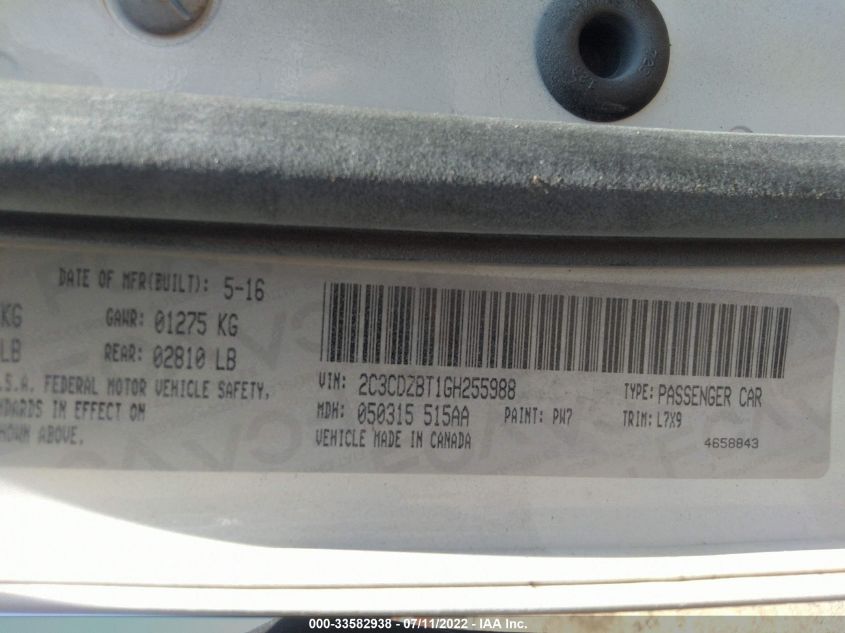 DATE OF MFR(BUILT): 5-16
KG GAWR: 01275 KG
LB REAR: 02810 LB
.S.A. FEDERAL MOTOR VEHICLE SAFETY,
NDARDS IN EFFECT ON
HOWN ABOVE.
VIN: 2C3CDZBT1GH255988 TYPE: PASSENGER CAR
MDH: 050315 515AA PAINT: PW7 TRIM: L7X9
VEHICLE MADE IN CANADA 4658843
000-33582938 - 07/11/2022 - IAA Inc.